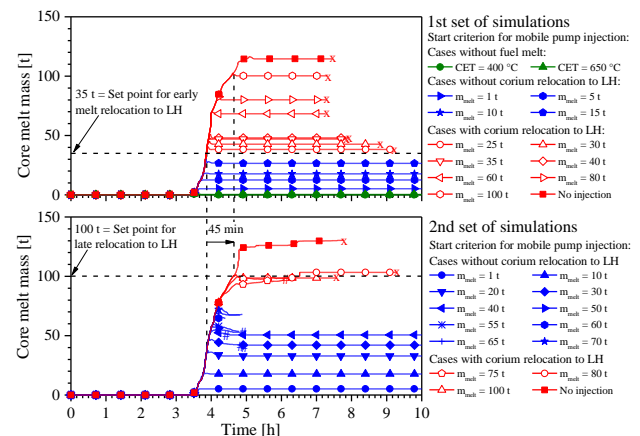 1st set of simulations
Start criterion for mobile pump injection:
Cases without fuel melt:
CET = 400 °C
CET = 650 °C
Cases without corium relocation to LH:
m_melt = 1 t
m_melt = 5 t
m_melt = 10 t
m_melt = 15 t
Cases with corium relocation to LH:
m_melt = 25 t
m_melt = 30 t
m_melt = 35 t
m_melt = 40 t
m_melt = 60 t
m_melt = 80 t
m_melt = 100 t
No injection
Core melt mass [t]
150
100
50
0
35 t = Set point for early
melt relocation to LH
x
x
x
x
x
x
x
2nd set of simulations
Start criterion for mobile pump injection:
Cases without corium relocation to LH
m_melt = 1 t
m_melt = 10 t
m_melt = 20 t
m_melt = 30 t
m_melt = 40 t
m_melt = 50 t
m_melt = 55 t
m_melt = 60 t
m_melt = 65 t
m_melt = 70 t
Cases with corium relocation to LH
m_melt = 75 t
m_melt = 80 t
m_melt = 100 t
No injection
Core melt mass [t]
150
100
50
0
100 t = Set point for
late relocation to LH
45 min
x
x
x
#
#
0 1 2 3 4 5 6 7 8 9 10
Time [h]